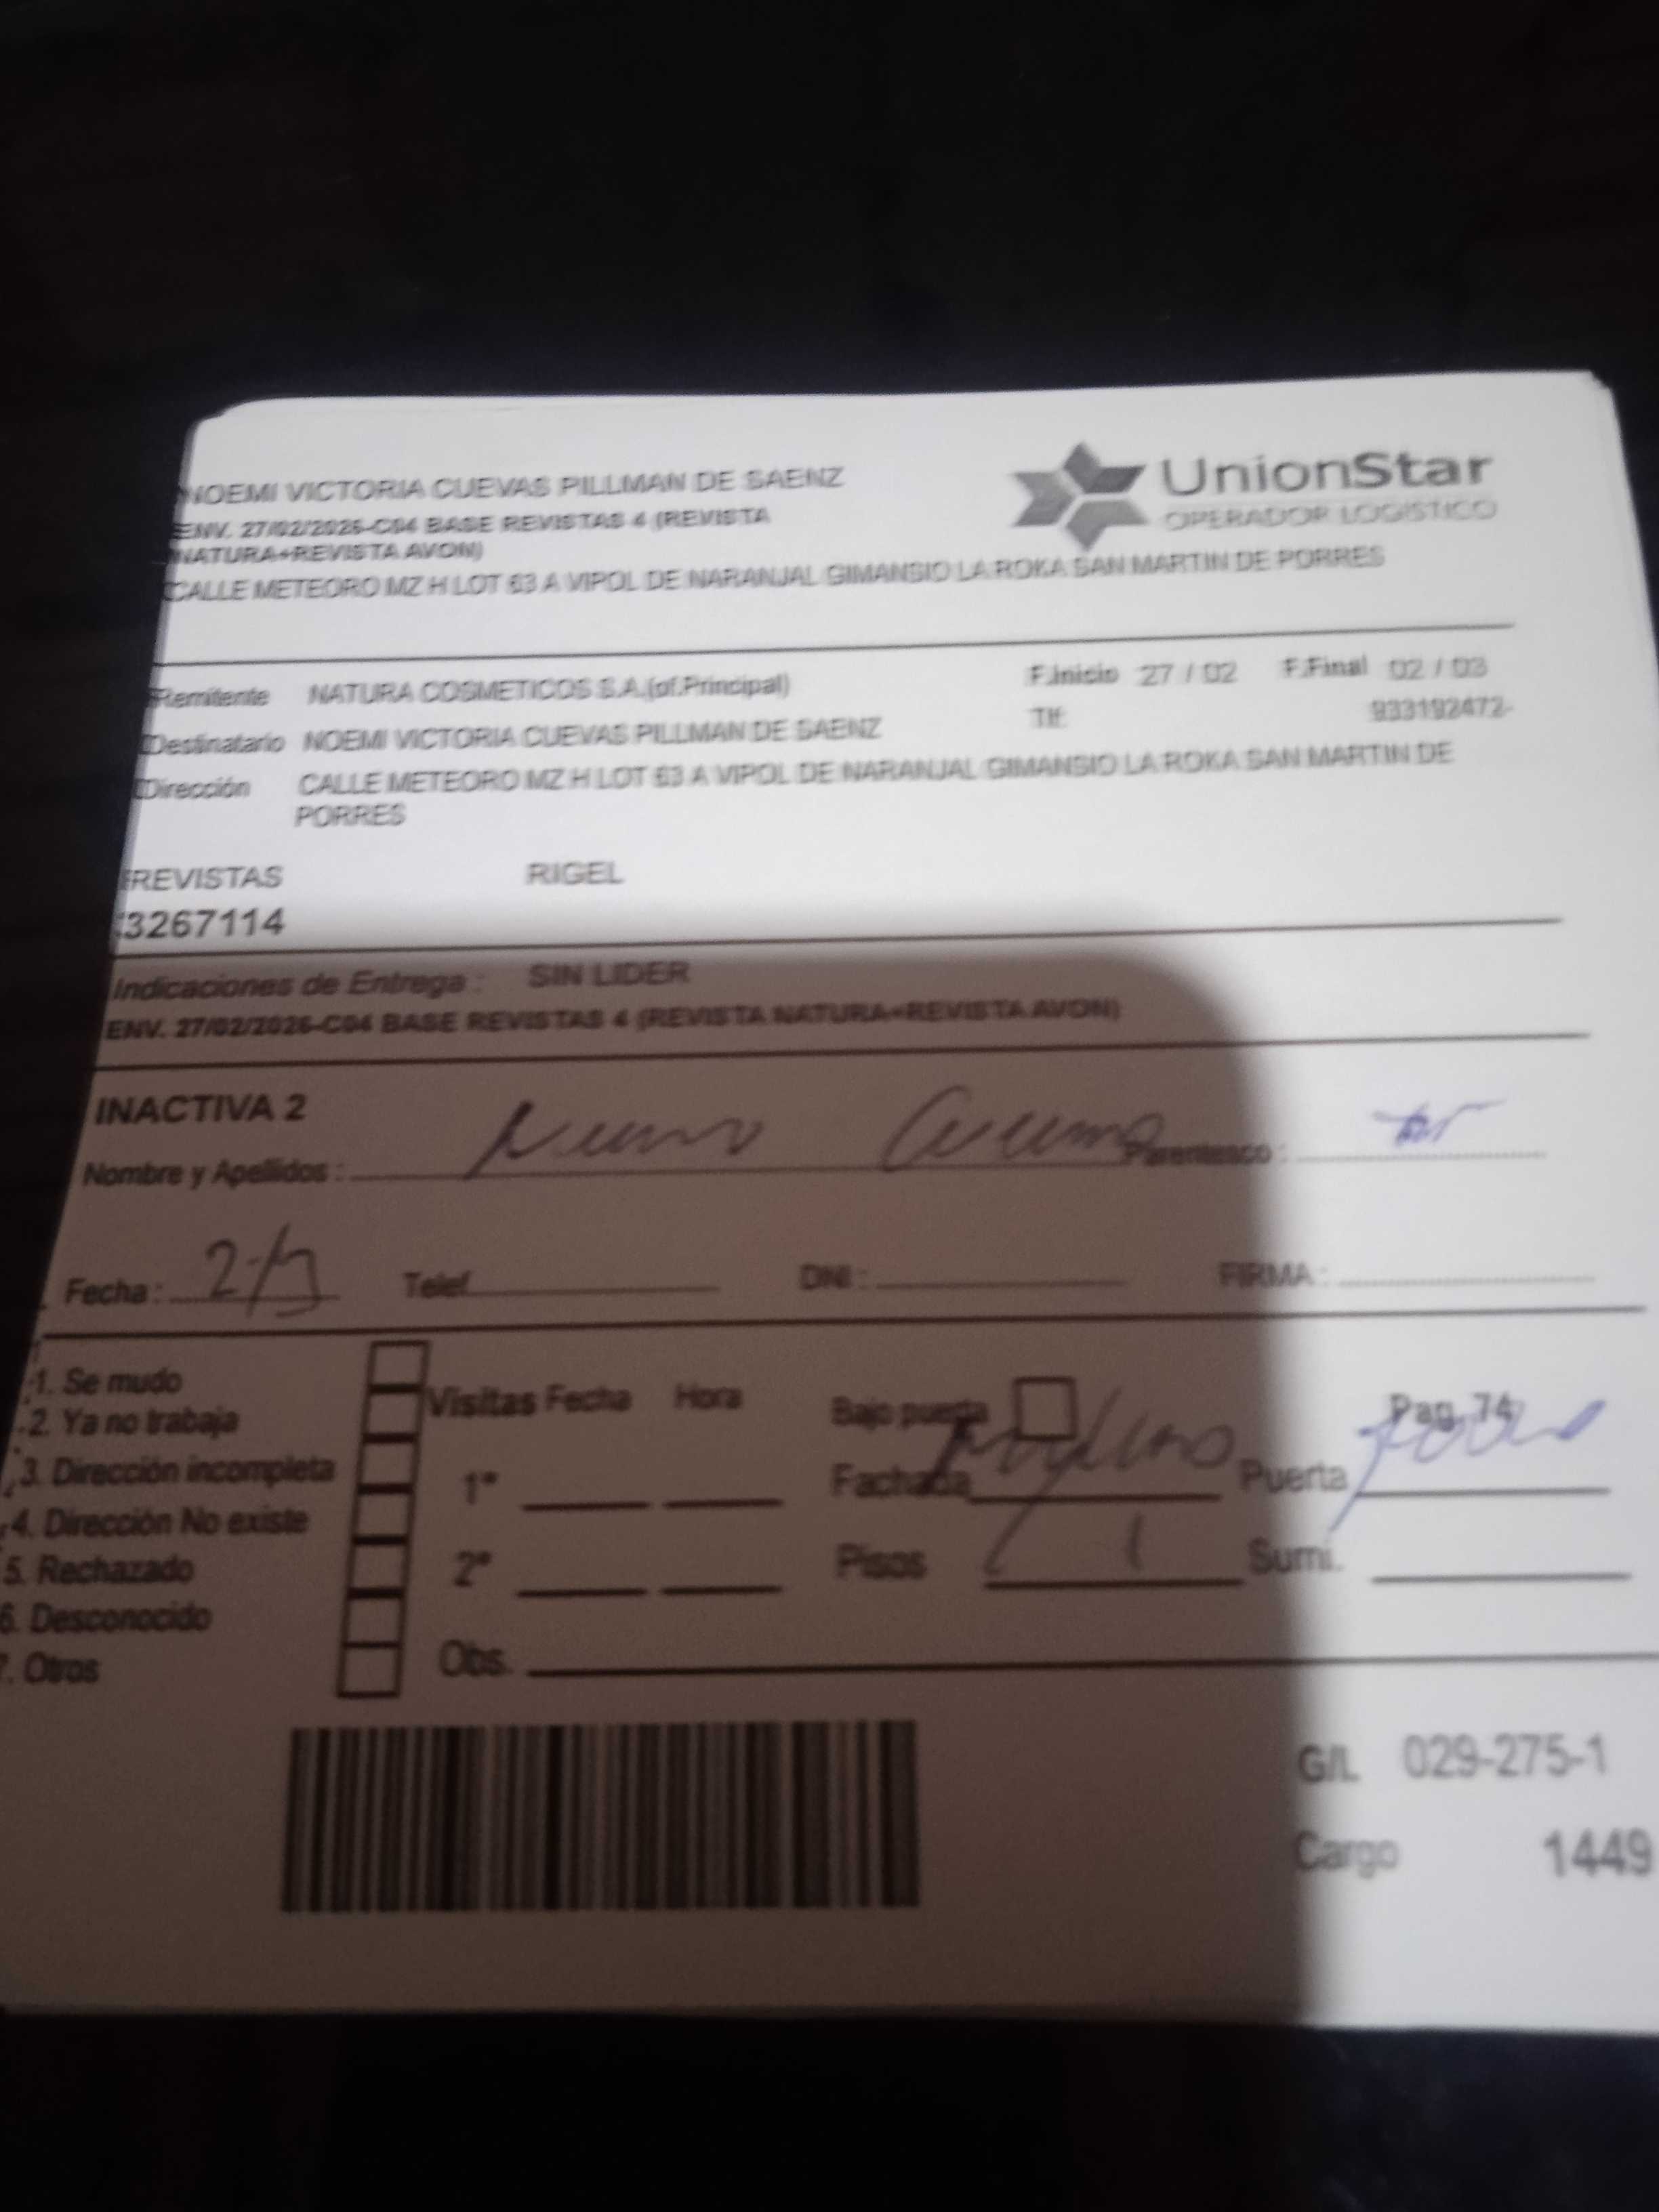 NOEMI VICTORIA CUEVAS PILLMAN DE SAENZ
UnionStar
OPERADOR LOGISTICO
ENV. 27/02/2026-C04 BASE REVISTAS 4 (REVISTA
NATURA+REVISTA AVON)
CALLE METEORO MZ H LOT 63 A VIPOL DE NARANJAL GIMANSIO LA ROKA SAN MARTIN DE PORRES
Remitente NATURA COSMETICOS S.A.(of.Principal) F.Inicio 27 / 02 F.Final 02 / 03
Destinatario NOEMI VICTORIA CUEVAS PILLMAN DE SAENZ Tlf: 933192472-
Dirección CALLE METEORO MZ H LOT 63 A VIPOL DE NARANJAL GIMANSIO LA ROKA SAN MARTIN DE
PORRES
REVISTAS RIGEL
3267114
Indicaciones de Entrega : SIN LIDER
ENV. 27/02/2026-C04 BASE REVISTAS 4 (REVISTA NATURA+REVISTA AVON)
INACTIVA 2
Nombre y Apellidos : Parentesco :
Fecha : 2/3 Telef DNI : FIRMA :
1. Se mudo
2. Ya no trabaja
3. Dirección incompleta
4. Dirección No existe
5. Rechazado
6. Desconocido
7. Otros
Visitas Fecha Hora
1°
2°
Obs.
Bajo puerta Pag. 74
Fachada Puerta
Pisos 1 Sumi.
G/L 029-275-1
Cargo 1449